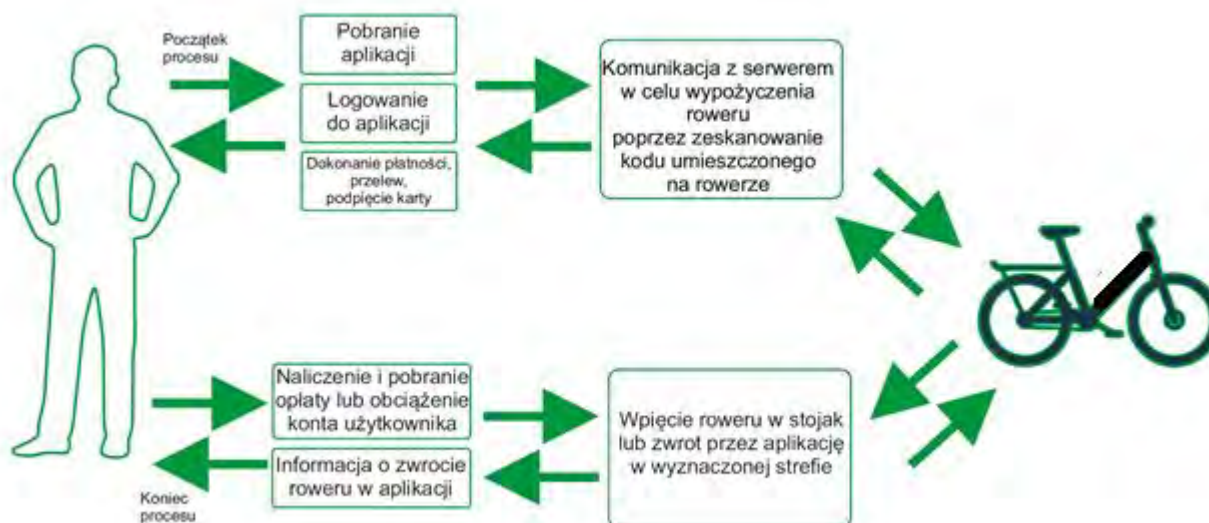 Początek
procesu
Pobranie
aplikacji
Logowanie
do aplikacji
Dokonanie płatności,
przelew,
podpięcie karty
Komunikacja z serwerem
w celu wypożyczenia
roweru
poprzez zeskanowanie
kodu umieszczonego
na rowerze
Naliczenie i pobranie
opłaty lub obciążenie
konta użytkownika
Informacja o zwrocie
roweru w aplikacji
Wpięcie roweru w stojak
lub zwrot przez aplikację
w wyznaczonej strefie
Koniec
procesu